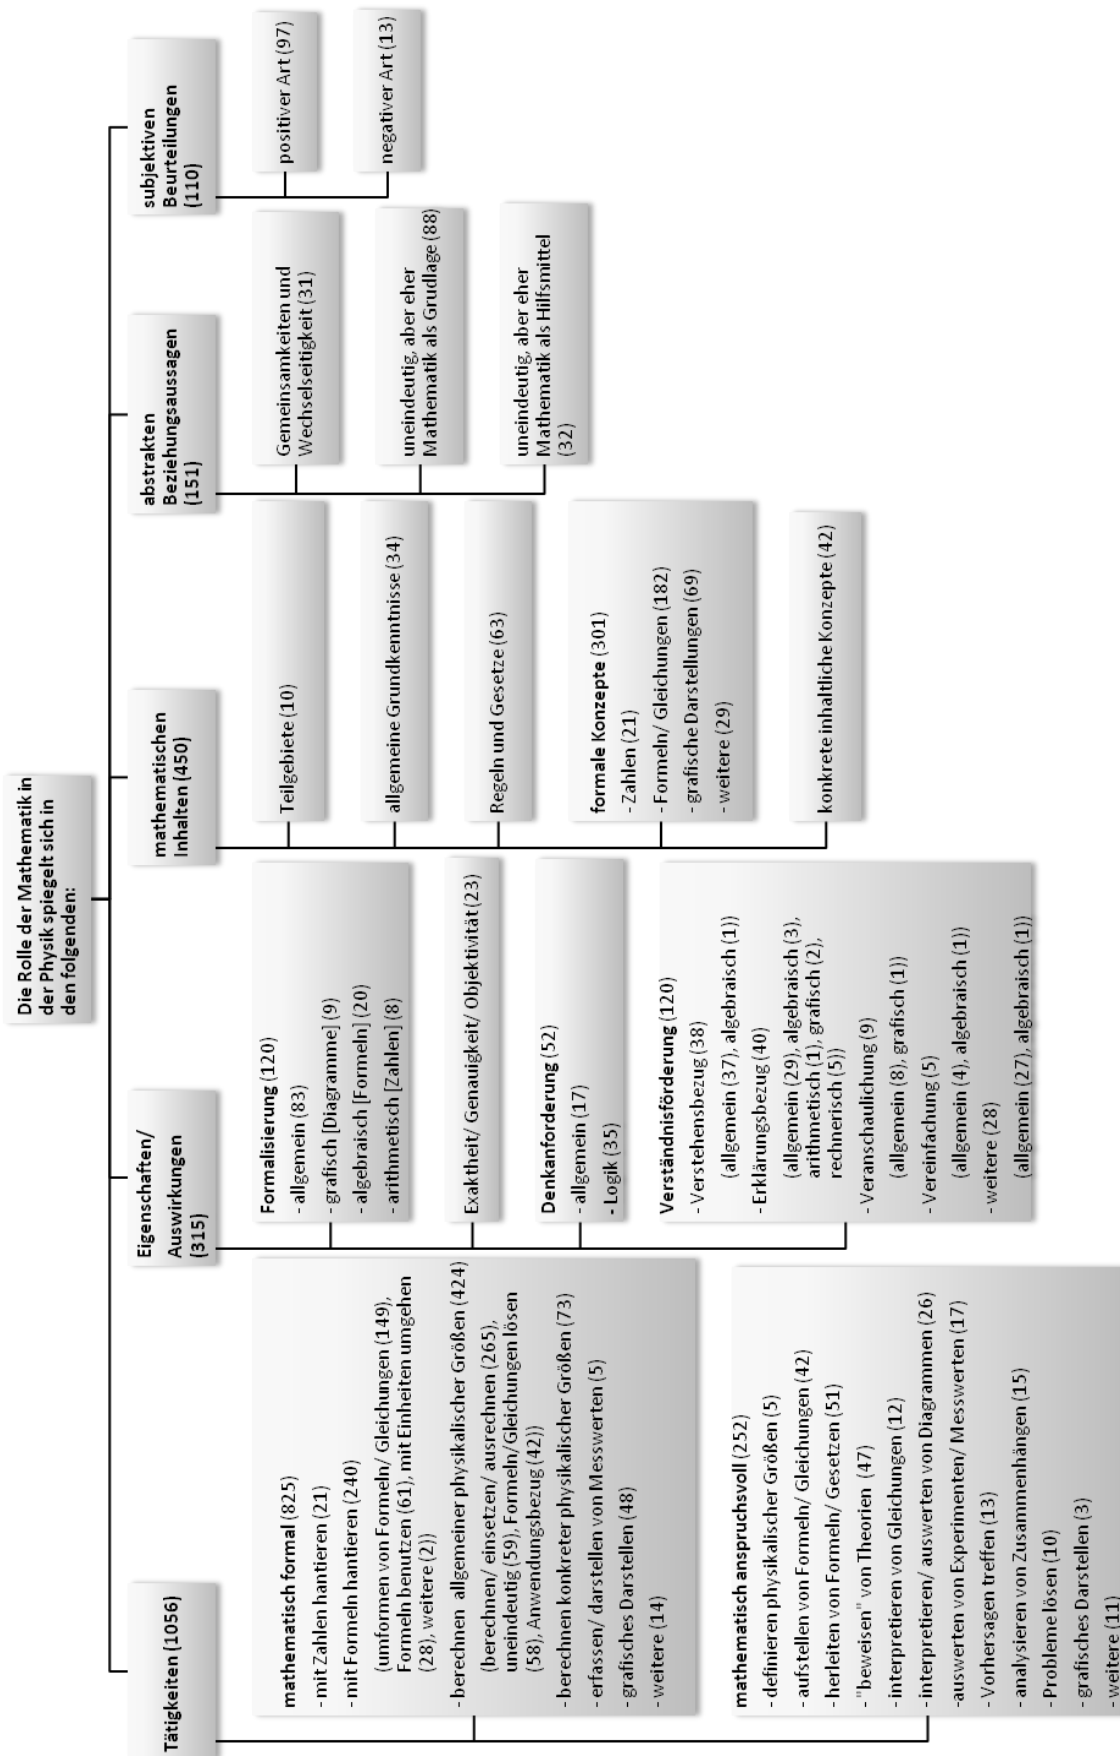 Die Rolle der Mathematik in
der Physik spiegelt sich in
den folgenden:
Tätigkeiten (1056)
mathematisch formal (825)
- mit Zahlen hantieren (21)
- mit Formeln hantieren (240)
(umformen von Formeln/ Gleichungen (149),
Formeln benutzen (61), mit Einheiten umgehen
(28), weitere (2))
- berechnen allgemeiner physikalischer Größen (424)
(berechnen/ einsetzen/ ausrechnen (265),
uneindeutig (59), Formeln/Gleichungen lösen
(58), Anwendungsbezug (42))
- berechnen konkreter physikalischer Größen (73)
- erfassen/ darstellen von Messwerten (5)
- grafisches Darstellen (48)
- weitere (14)
mathematisch anspruchsvoll (252)
- definieren physikalischer Größen (5)
- aufstellen von Formeln/ Gleichungen (42)
- herleiten von Formeln/ Gesetzen (51)
- "beweisen" von Theorien (47)
- interpretieren von Gleichungen (12)
- interpretieren/ auswerten von Diagrammen (26)
-auswerten von Experimenten/ Messwerten (17)
- Vorhersagen treffen (13)
- analysieren von Zusammenhängen (15)
- Probleme lösen (10)
- grafisches Darstellen (3)
- weitere (11)
Eigenschaften/
Auswirkungen
(315)
Formalisierung (120)
- allgemein (83)
- grafisch [Diagramme] (9)
- algebraisch [Formeln] (20)
- arithmetisch [Zahlen] (8)
Exaktheit/ Genauigkeit/ Objektivität (23)
Denkanforderung (52)
- allgemein (17)
- Logik (35)
Verständnisförderung (120)
- Verstehensbezug (38)
(allgemein (37), algebraisch (1))
- Erklärungsbezug (40)
(allgemein (29), algebraisch (3),
arithmetisch (1), grafisch (2),
rechnerisch (5))
- Veranschaulichung (9)
(allgemein (8), grafisch (1))
- Vereinfachung (5)
(allgemein (4), algebraisch (1))
- weitere (28)
(allgemein (27), algebraisch (1))
mathematischen
Inhalten (450)
Teilgebiete (10)
allgemeine Grundkenntnisse (34)
Regeln und Gesetze (63)
formale Konzepte (301)
- Zahlen (21)
- Formeln/ Gleichungen (182)
- grafische Darstellungen (69)
- weitere (29)
konkrete inhaltliche Konzepte (42)
abstrakten
Beziehungsaussagen
(151)
Gemeinsamkeiten und
Wechselseitigkeit (31)
uneindeutig, aber eher
Mathematik als Grudlage (88)
uneindeutig, aber eher
Mathematik als Hilfsmittel
(32)
subjektiven
Beurteilungen
(110)
positiver Art (97)
negativer Art (13)